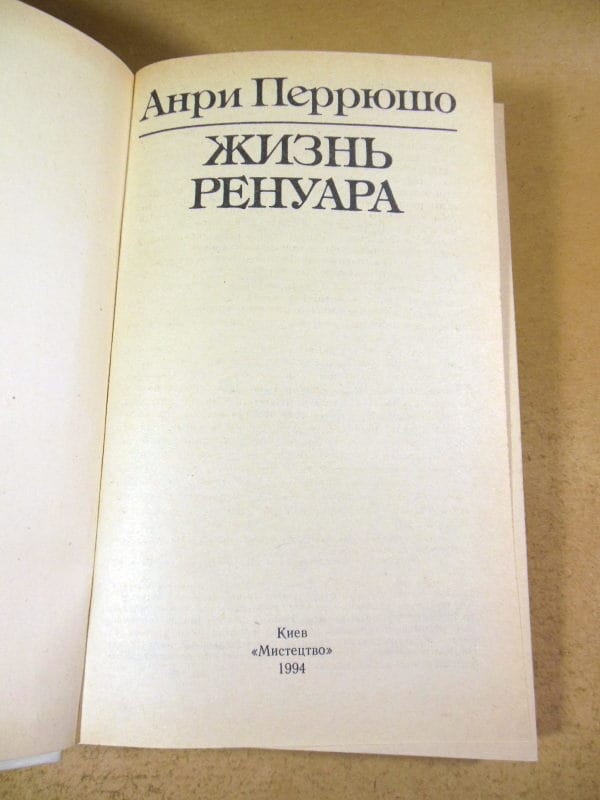 Анри Перрюшо
ЖИЗНЬ
РЕНУАРА
Киев
«Мистецтво»
1994